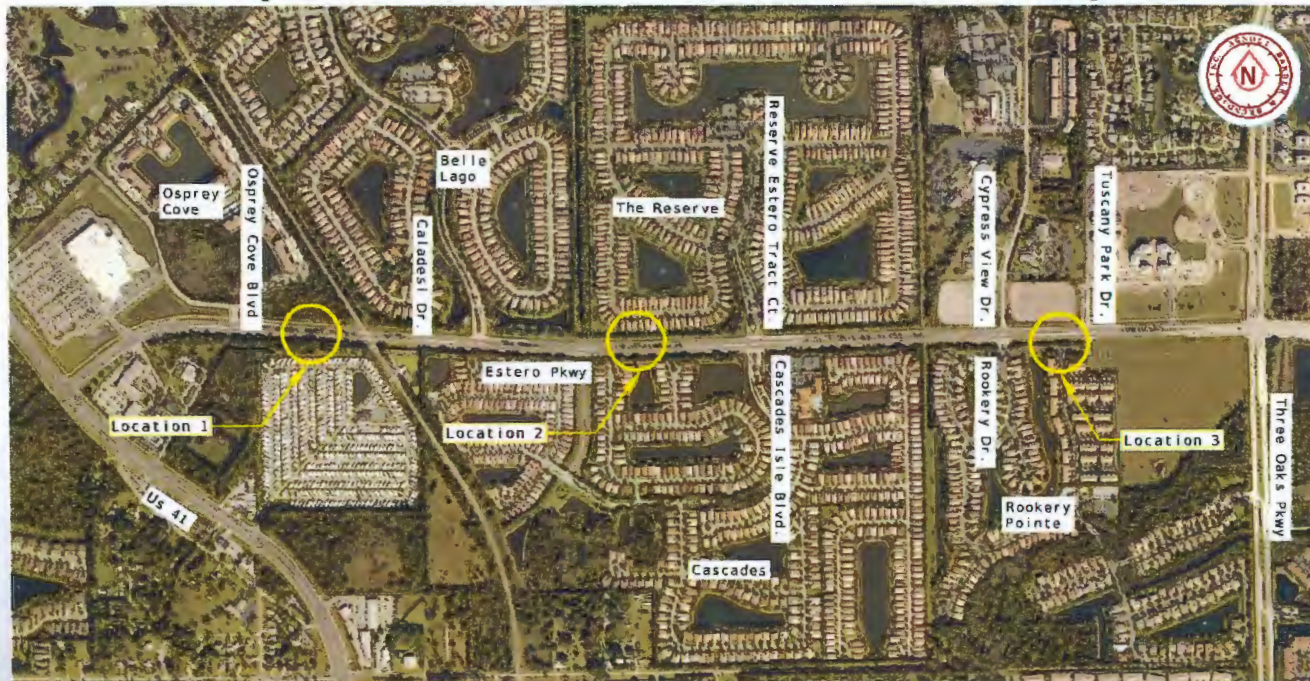 N
Osprey
Cove
Osprey Cove Blvd
Belle
Lago
Caladesi Dr.
The Reserve
Reserve Estero Tract Ct.
Cypress View Dr.
Tuscany Park Dr.
Location 1
Estero Pkwy
Location 2
Cascades Isle Blvd.
Rookery Dr.
Location 3
Three Oaks Pkwy
Us 41
Rookery
Pointe
Cascades